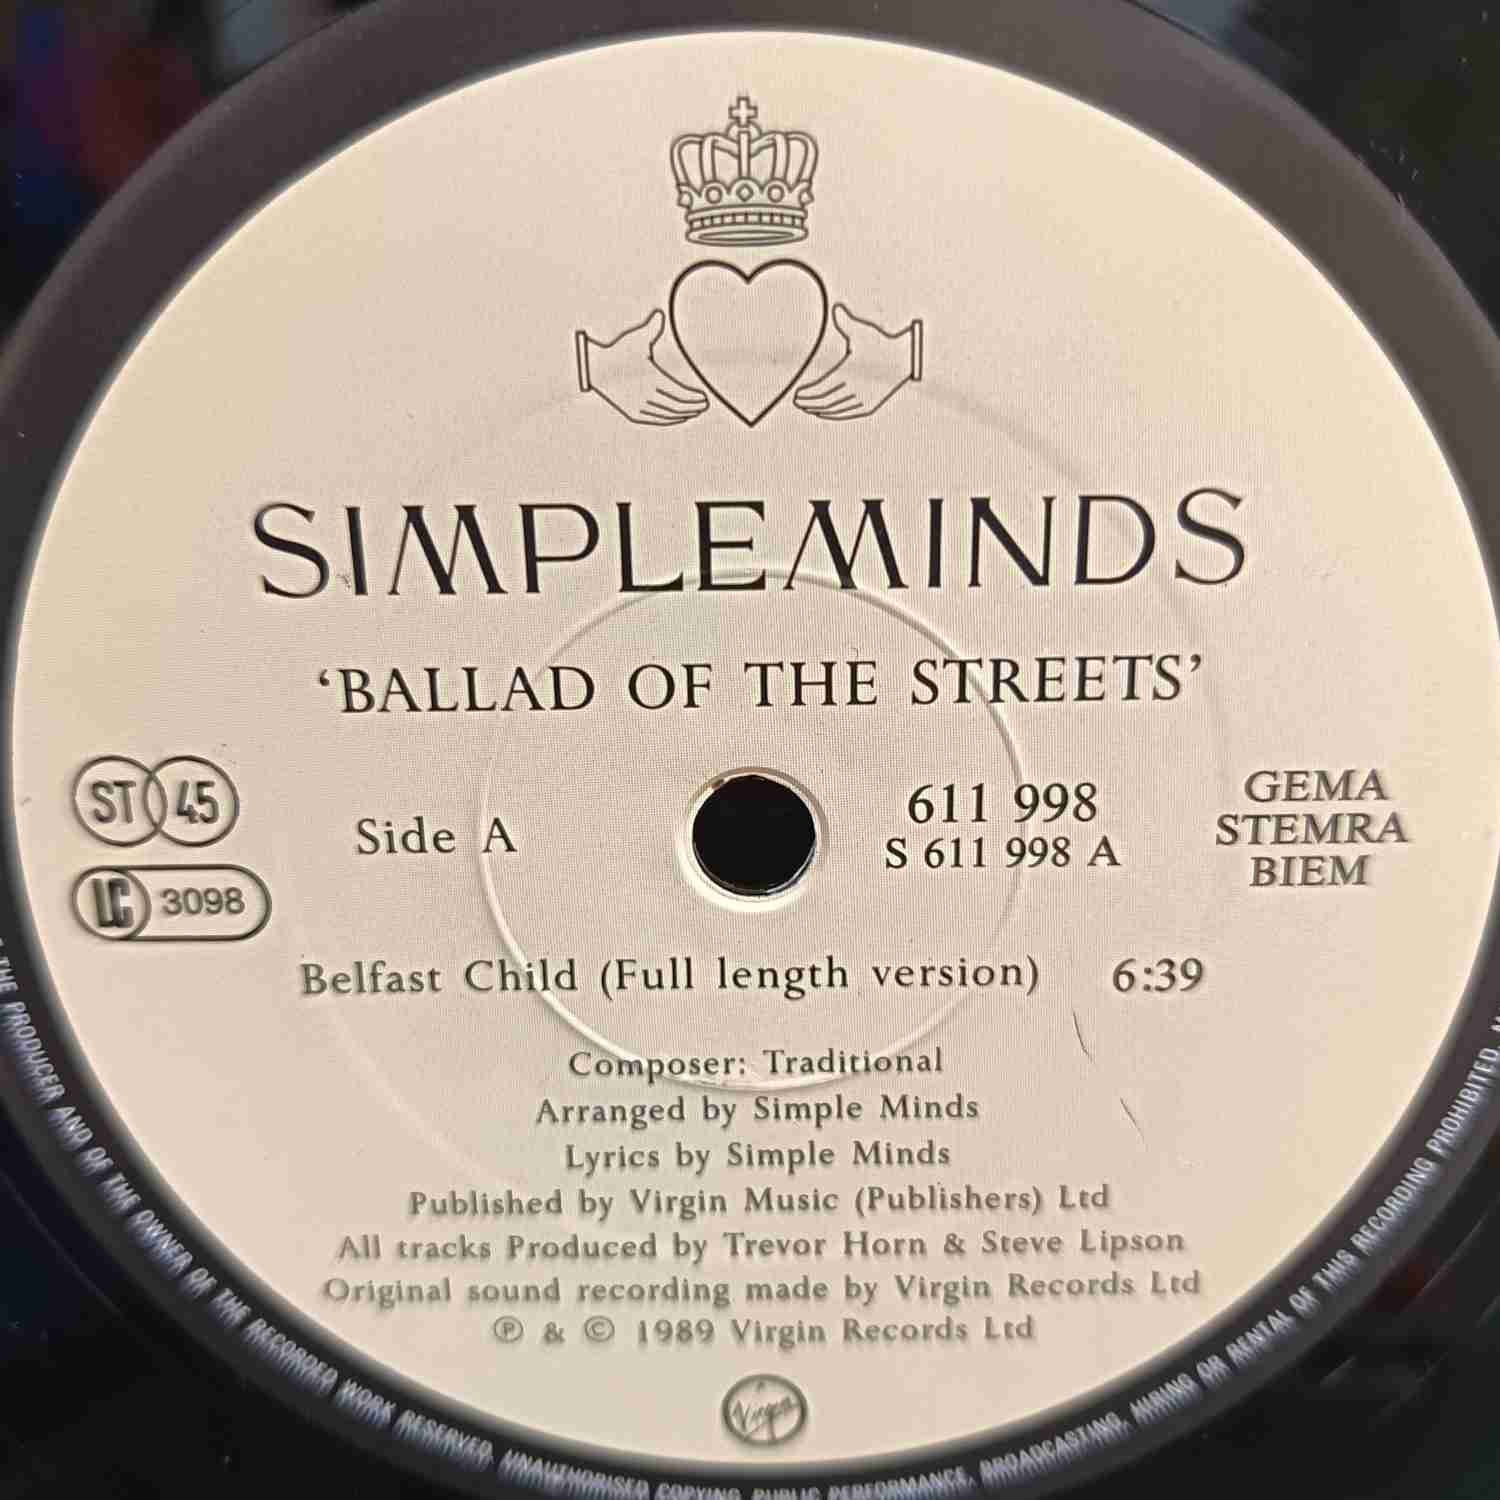 SIMPLE MINDS
‘BALLAD OF THE STREETS’
ST 45
LC 3098
Side A
611 998
S 611 998 A
GEMA
STEMRA
BIEM
Belfast Child (Full length version) 6:39
Composer: Traditional
Arranged by Simple Minds
Lyrics by Simple Minds
Published by Virgin Music (Publishers) Ltd
All tracks Produced by Trevor Horn & Steve Lipson
Original sound recording made by Virgin Records Ltd
℗ & © 1989 Virgin Records Ltd
Virgin
THE PRODUCER AND OF THE OWNER OF THE RECORDED WORK RESERVED. UNAUTHORISED COPYING, PUBLIC PERFORMANCE, BROADCASTING, HIRING OR RENTAL OF THIS RECORDING PROHIBITED.